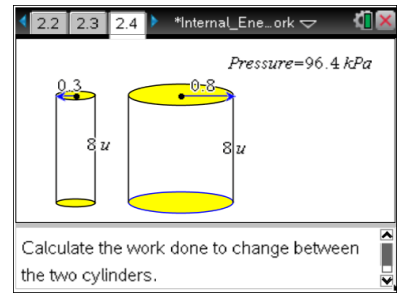 2.2 2.3 2.4 *Internal_Ene...ork
Pressure=96.4 kPa
0.3 0.8
8 u 8 u
Calculate the work done to change between
the two cylinders.